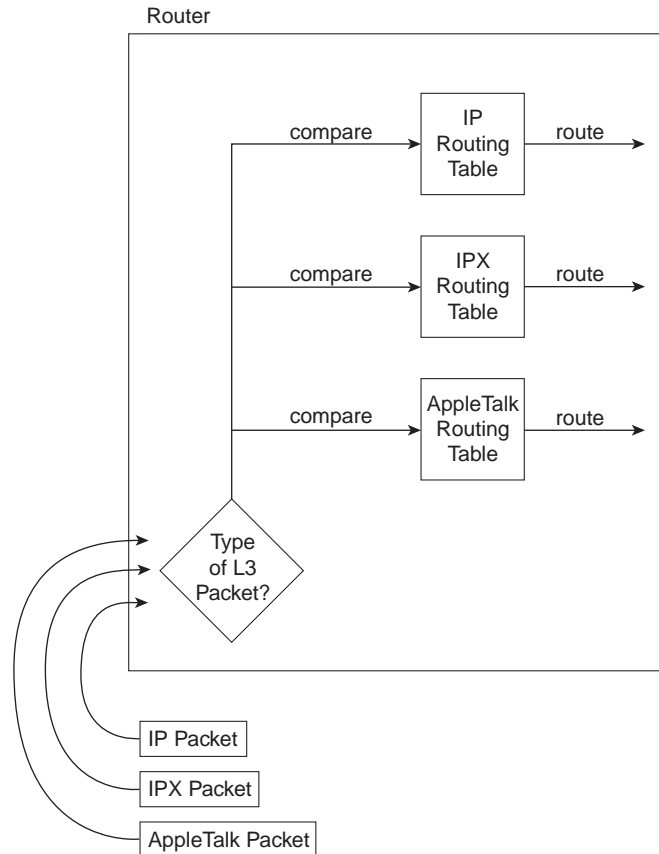 Router
compare
IP
Routing
Table
route
compare
IPX
Routing
Table
route
compare
AppleTalk
Routing
Table
route
Type
of L3
Packet?
IP Packet
IPX Packet
AppleTalk Packet